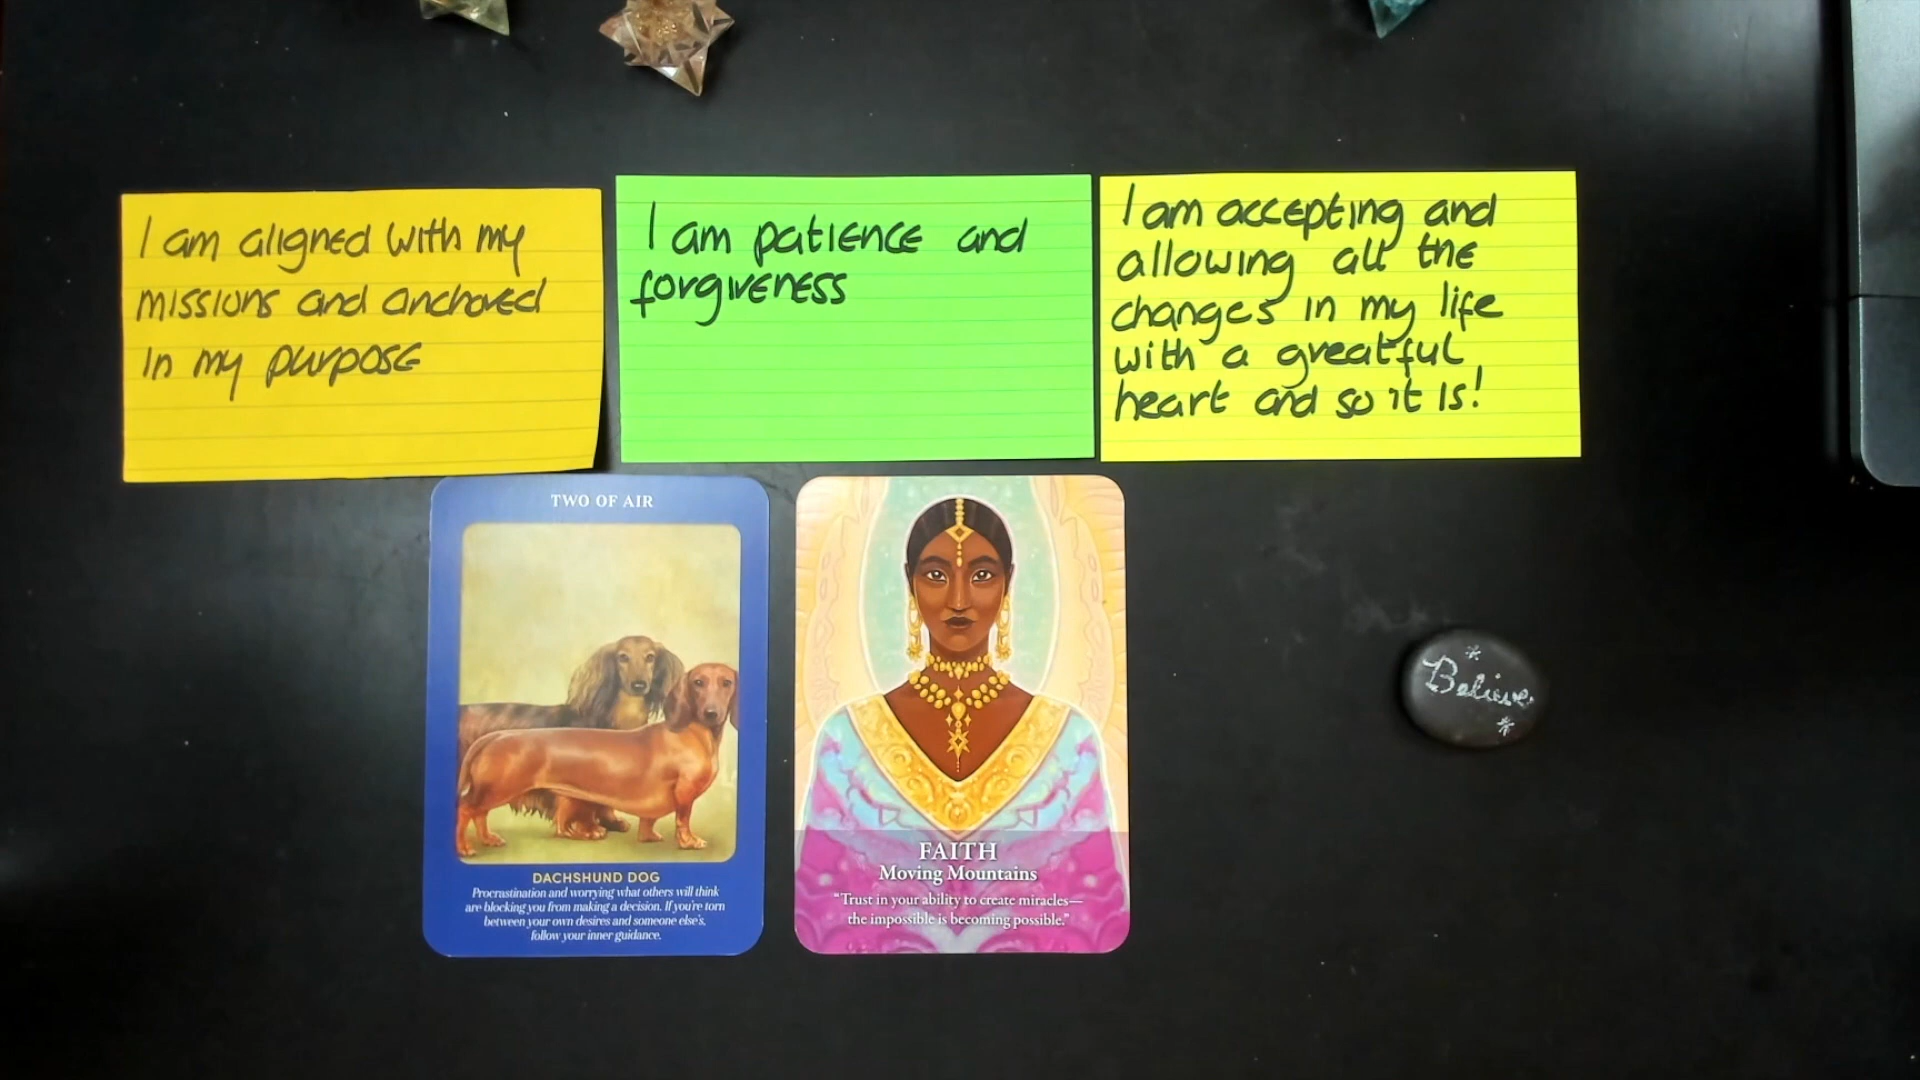 I am aligned with my
missions and anchored
in my purpose
I am patience and
forgiveness
I am accepting and
allowing all the
changes in my life
with a greatful
heart and so it is!
TWO OF AIR
DACHSHUND DOG
Procrastination and worrying what others will think
are blocking you from making a decision. If you're torn
between your own desires and someone else's,
follow your inner guidance.
FAITH
Moving Mountains
"Trust in your ability to create miracles—
the impossible is becoming possible."
Believe